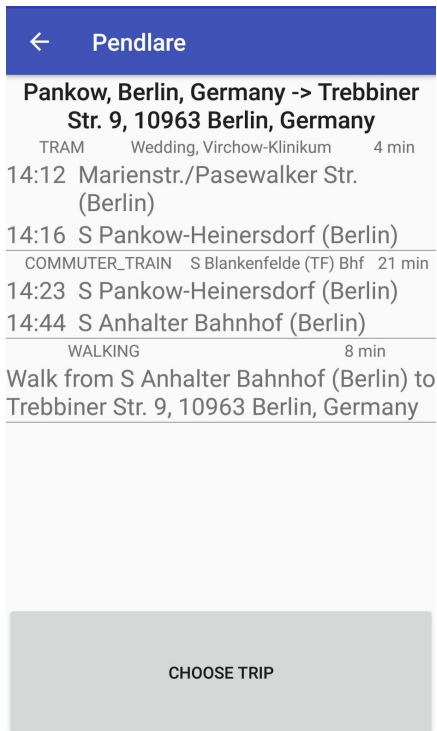 Pendlare
Pankow, Berlin, Germany -> Trebbiner
Str. 9, 10963 Berlin, Germany
TRAM Wedding, Virchow-Klinikum 4 min
14:12 Marienstr./Pasewalker Str.
(Berlin)
14:16 S Pankow-Heinersdorf (Berlin)
COMMUTER_TRAIN S Blankenfelde (TF) Bhf 21 min
14:23 S Pankow-Heinersdorf (Berlin)
14:44 S Anhalter Bahnhof (Berlin)
WALKING 8 min
Walk from S Anhalter Bahnhof (Berlin) to
Trebbiner Str. 9, 10963 Berlin, Germany
CHOOSE TRIP